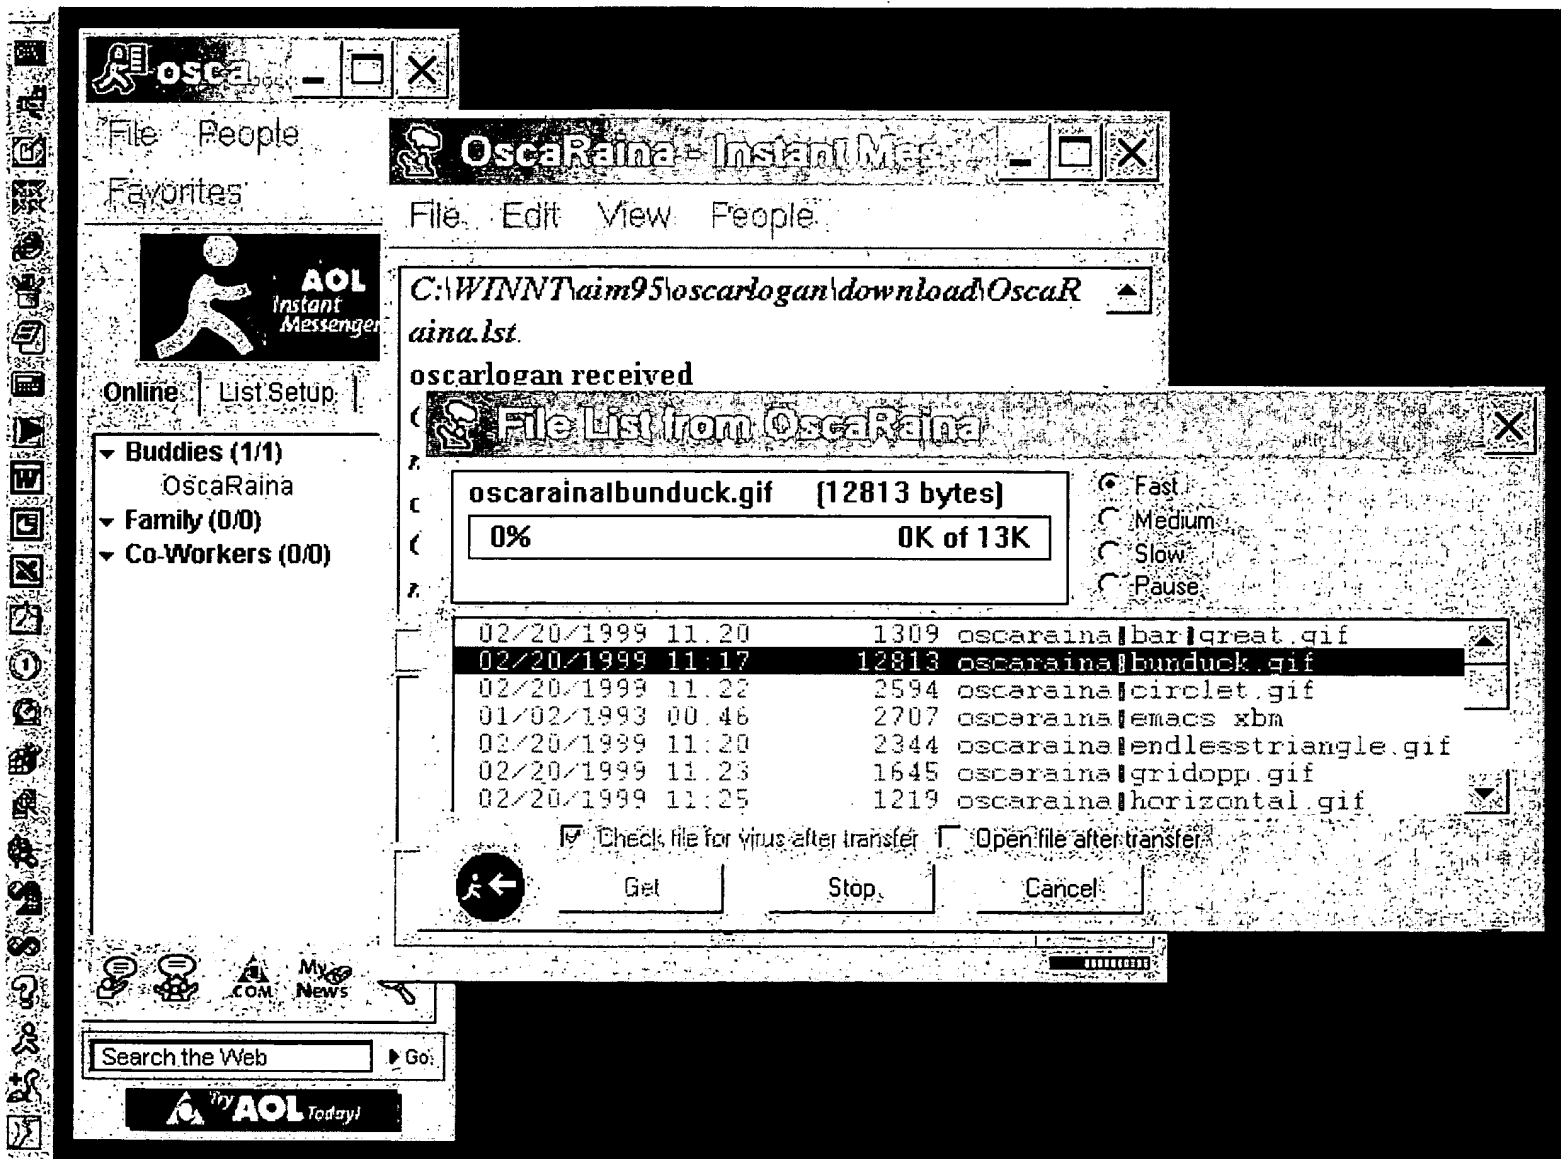 osca...
File People
Favorites
AOL
Instant
Messenger
Online List Setup
Buddies (1/1)
OscaRaina
Family (0/0)
Co-Workers (0/0)
.COM
My
News
Search the Web Go
Try AOL Today!
OscaRaina - Instant Mes...
File Edit View People
C:\WINNT\aim95\oscarlogan\download\OscaR
aina.lst.
oscarlogan received
File List from OscaRaina
oscarainalbunduck.gif (12813 bytes)
0% 0K of 13K
Fast
Medium
Slow
Pause
02/20/1999 11:20 1309 oscaraina|bar|great.gif
02/20/1999 11:17 12813 oscaraina|bunduck.gif
02/20/1999 11:22 2594 oscaraina|circlet.gif
01/02/1993 00:46 2707 oscaraina|emacs xbm
02/20/1999 11:20 2344 oscaraina|endlesstriangle.gif
02/20/1999 11:23 1645 oscaraina|gridopp.gif
02/20/1999 11:25 1219 oscaraina|horizontal.gif
Check file for virus after transfer Open file after transfer
Get Stop Cancel